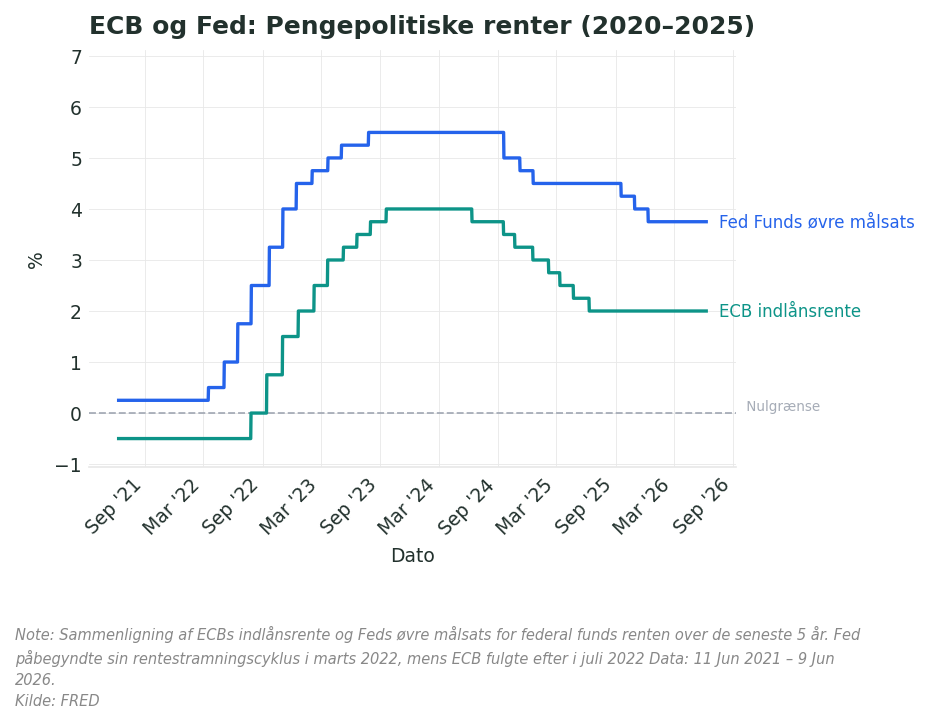 ECB og Fed: Pengepolitiske renter (2020–2025)
7
6
5
4
3
2
1
0
−1
%
Fed Funds øvre målsats
ECB indlånsrente
Nulgrænse
Sep '21
Mar '22
Sep '22
Mar '23
Sep '23
Mar '24
Sep '24
Mar '25
Sep '25
Mar '26
Sep '26
Dato
Note: Sammenligning af ECBs indlånsrente og Feds øvre målsats for federal funds renten over de seneste 5 år. Fed
påbegyndte sin rentestramningscyklus i marts 2022, mens ECB fulgte efter i juli 2022 Data: 11 Jun 2021 – 9 Jun
2026.
Kilde: FRED